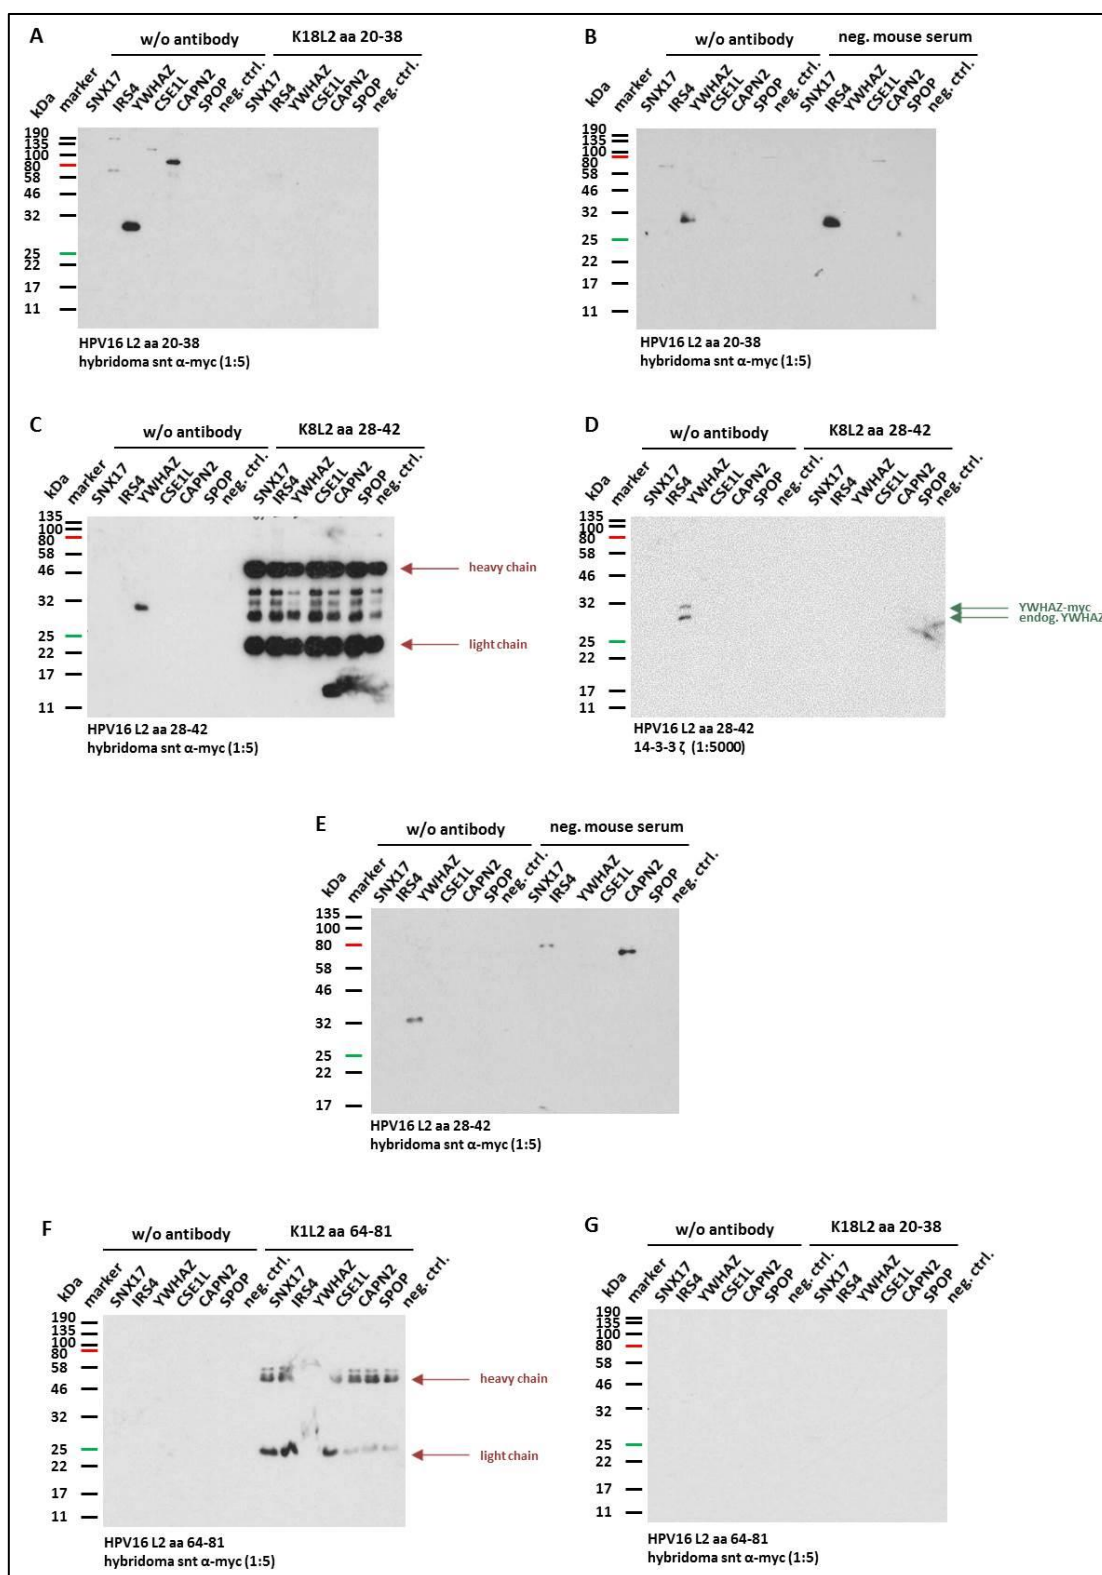 A
w/o antibody
K18L2 aa 20-38
kDa
marker
SNX17
IRS4
YWHAZ
CSE1L
CAPN2
SPOP
neg. ctrl.
SNX17
IRS4
YWHAZ
CSE1L
CAPN2
SPOP
neg. ctrl.
190
135
100
80
58
46
32
25
22
17
11
HPV16 L2 aa 20-38
hybridoma snt α-myc (1:5)
B
w/o antibody
neg. mouse serum
kDa
marker
SNX17
IRS4
YWHAZ
CSE1L
CAPN2
SPOP
neg. ctrl.
SNX17
IRS4
YWHAZ
CSE1L
CAPN2
SPOP
neg. ctrl.
190
135
100
80
58
46
32
25
22
17
11
HPV16 L2 aa 20-38
hybridoma snt α-myc (1:5)
C
w/o antibody
K8L2 aa 28-42
kDa
marker
SNX17
IRS4
YWHAZ
CSE1L
CAPN2
SPOP
neg. ctrl.
SNX17
IRS4
YWHAZ
CSE1L
CAPN2
SPOP
neg. ctrl.
135
100
80
58
46
32
25
22
17
11
heavy chain
light chain
HPV16 L2 aa 28-42
hybridoma snt α-myc (1:5)
D
w/o antibody
K8L2 aa 28-42
kDa
marker
SNX17
IRS4
YWHAZ
CSE1L
CAPN2
SPOP
neg. ctrl.
SNX17
IRS4
YWHAZ
CSE1L
CAPN2
SPOP
neg. ctrl.
135
100
80
58
46
32
25
22
17
11
YWHAZ-myc
endog. YWHAZ
HPV16 L2 aa 28-42
14-3-3 ζ (1:5000)
E
w/o antibody
neg. mouse serum
kDa
marker
SNX17
IRS4
YWHAZ
CSE1L
CAPN2
SPOP
neg. ctrl.
SNX17
IRS4
YWHAZ
CSE1L
CAPN2
SPOP
neg. ctrl.
135
100
80
58
46
32
25
22
17
HPV16 L2 aa 28-42
hybridoma snt α-myc (1:5)
F
w/o antibody
K1L2 aa 64-81
kDa
marker
SNX17
IRS4
YWHAZ
CSE1L
CAPN2
SPOP
neg. ctrl.
SNX17
IRS4
YWHAZ
CSE1L
CAPN2
SPOP
neg. ctrl.
190
135
100
80
58
46
32
25
22
17
11
heavy chain
light chain
HPV16 L2 aa 64-81
hybridoma snt α-myc (1:5)
G
w/o antibody
K18L2 aa 20-38
kDa
marker
SNX17
IRS4
YWHAZ
CSE1L
CAPN2
SPOP
neg. ctrl.
SNX17
IRS4
YWHAZ
CSE1L
CAPN2
SPOP
neg. ctrl.
190
135
100
80
58
46
32
25
22
17
11
HPV16 L2 aa 64-81
hybridoma snt α-myc (1:5)